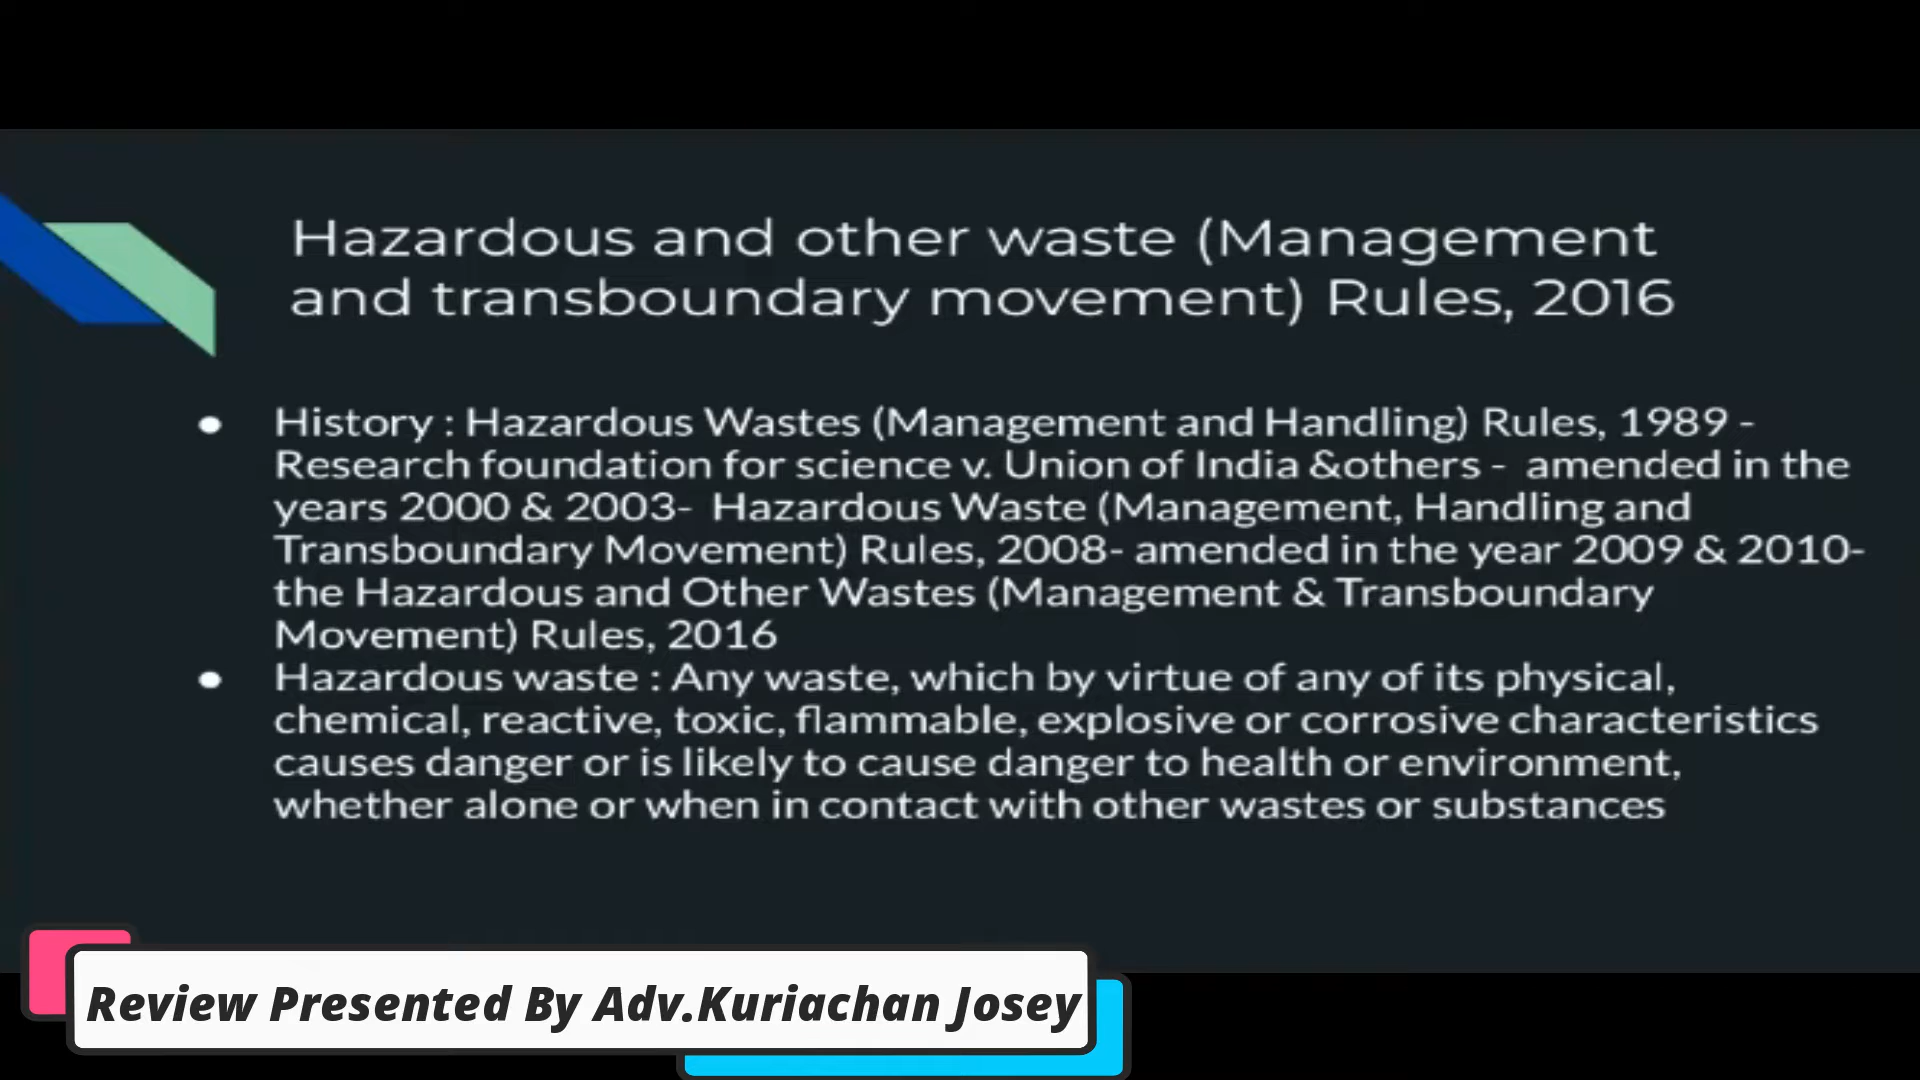 Hazardous and other waste (Management
and transboundary movement) Rules, 2016
● History : Hazardous Wastes (Management and Handling) Rules, 1989 -
Research foundation for science v. Union of India &others - amended in the
years 2000 & 2003- Hazardous Waste (Management, Handling and
Transboundary Movement) Rules, 2008- amended in the year 2009 & 2010-
the Hazardous and Other Wastes (Management & Transboundary
Movement) Rules, 2016
● Hazardous waste : Any waste, which by virtue of any of its physical,
chemical, reactive, toxic, flammable, explosive or corrosive characteristics
causes danger or is likely to cause danger to health or environment,
whether alone or when in contact with other wastes or substances
Review Presented By Adv.Kuriachan Josey